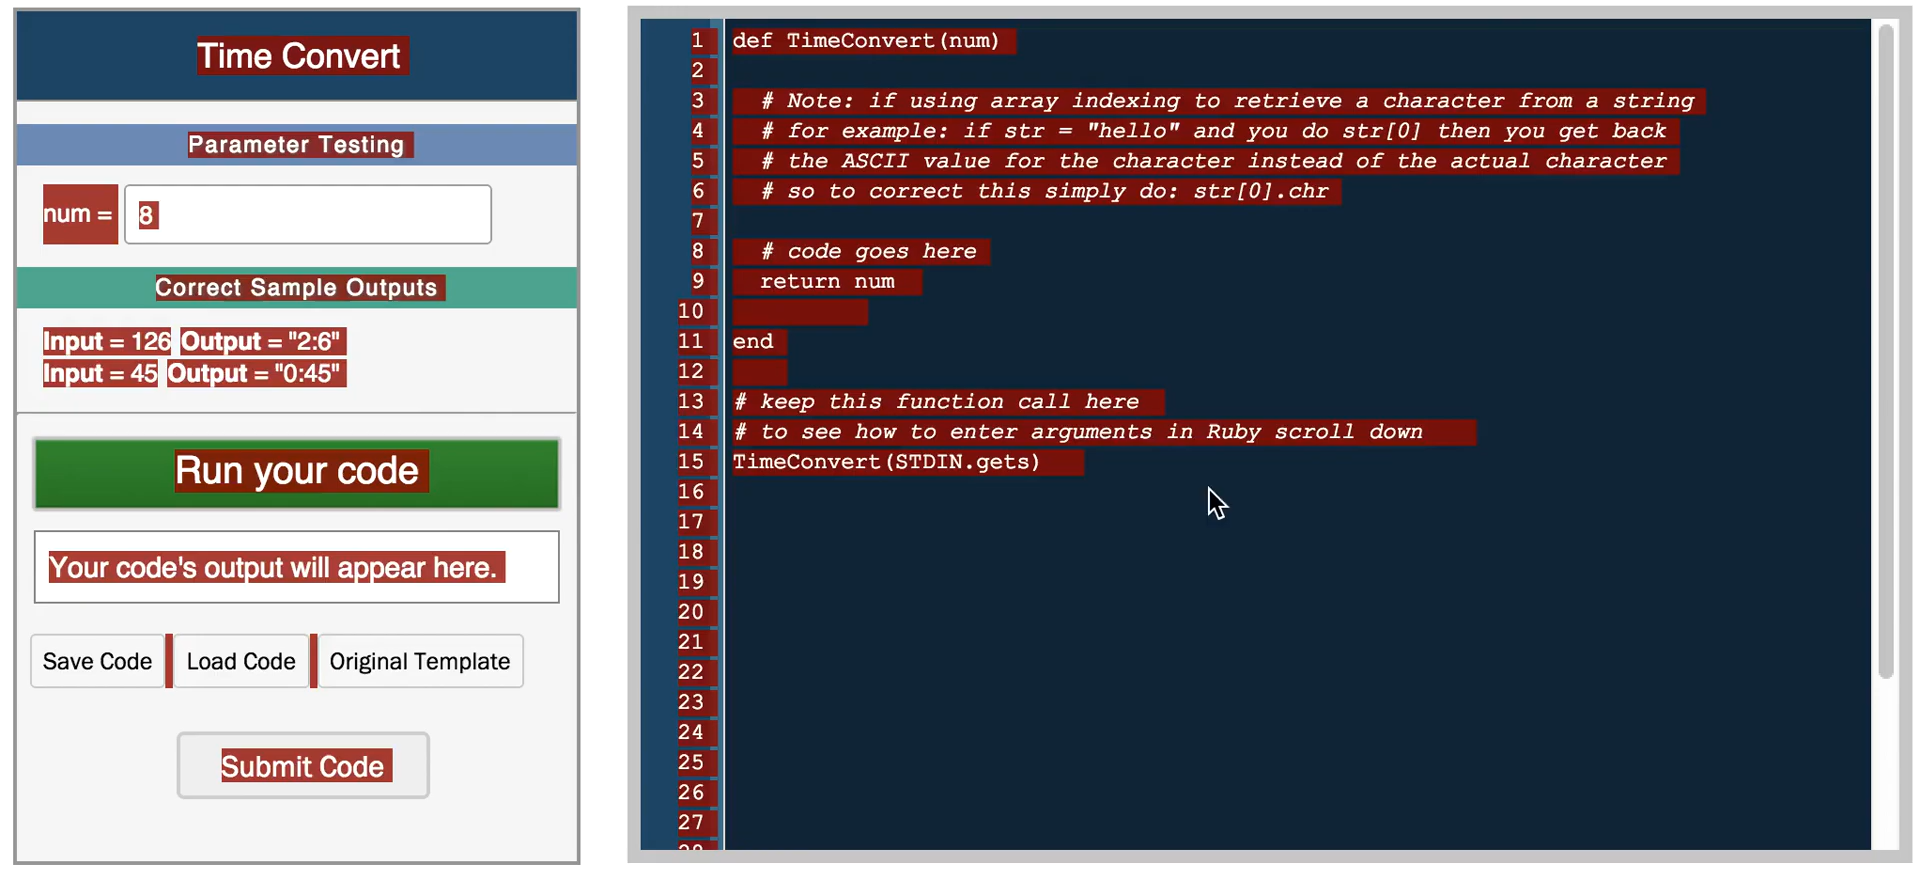 Time Convert
Parameter Testing
num = 8
Correct Sample Outputs
Input = 126 Output = "2:6"
Input = 45 Output = "0:45"
Run your code
Your code's output will appear here.
Save Code Load Code Original Template
Submit Code
1 def TimeConvert(num)
2
3 # Note: if using array indexing to retrieve a character from a string
4 # for example: if str = "hello" and you do str[0] then you get back
5 # the ASCII value for the character instead of the actual character
6 # so to correct this simply do: str[0].chr
7
8 # code goes here
9 return num
10
11 end
12
13 # keep this function call here
14 # to see how to enter arguments in Ruby scroll down
15 TimeConvert(STDIN.gets)
16
17
18
19
20
21
22
23
24
25
26
27